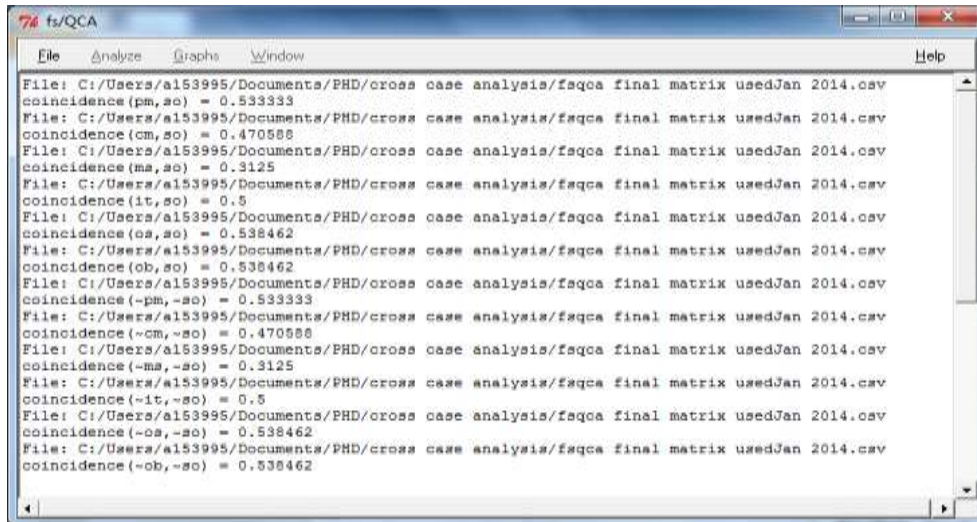 fs/QCA
File Analyze Graphs Window Help
File: C:/Users/a153995/Documents/PHD/cross case analysis/fsqca final matrix usedJan 2014.csv
coincidence(pm,so) = 0.533333
File: C:/Users/a153995/Documents/PHD/cross case analysis/fsqca final matrix usedJan 2014.csv
coincidence(cm,so) = 0.470588
File: C:/Users/a153995/Documents/PHD/cross case analysis/fsqca final matrix usedJan 2014.csv
coincidence(ms,so) = 0.3125
File: C:/Users/a153995/Documents/PHD/cross case analysis/fsqca final matrix usedJan 2014.csv
coincidence(it,so) = 0.5
File: C:/Users/a153995/Documents/PHD/cross case analysis/fsqca final matrix usedJan 2014.csv
coincidence(os,so) = 0.538462
File: C:/Users/a153995/Documents/PHD/cross case analysis/fsqca final matrix usedJan 2014.csv
coincidence(ob,so) = 0.538462
File: C:/Users/a153995/Documents/PHD/cross case analysis/fsqca final matrix usedJan 2014.csv
coincidence(~pm,~so) = 0.533333
File: C:/Users/a153995/Documents/PHD/cross case analysis/fsqca final matrix usedJan 2014.csv
coincidence(~cm,~so) = 0.470588
File: C:/Users/a153995/Documents/PHD/cross case analysis/fsqca final matrix usedJan 2014.csv
coincidence(~ms,~so) = 0.3125
File: C:/Users/a153995/Documents/PHD/cross case analysis/fsqca final matrix usedJan 2014.csv
coincidence(~it,~so) = 0.5
File: C:/Users/a153995/Documents/PHD/cross case analysis/fsqca final matrix usedJan 2014.csv
coincidence(~os,~so) = 0.538462
File: C:/Users/a153995/Documents/PHD/cross case analysis/fsqca final matrix usedJan 2014.csv
coincidence(~ob,~so) = 0.538462